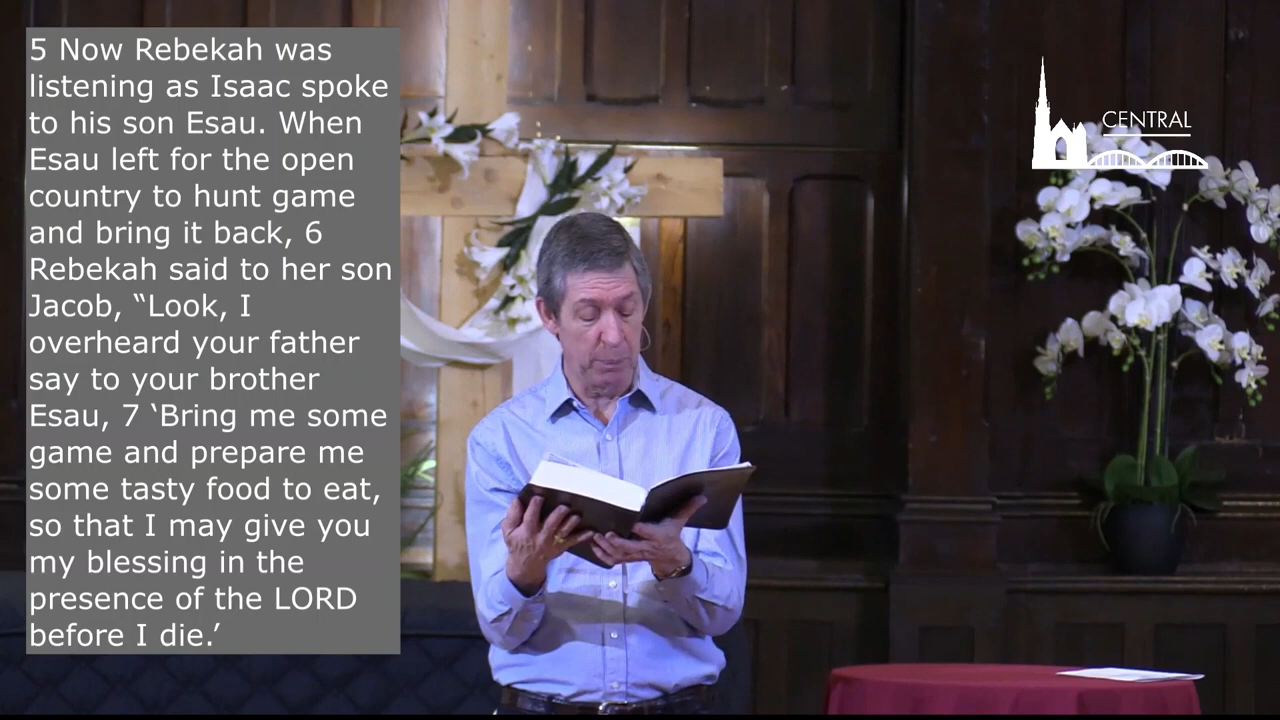 5 Now Rebekah was
listening as Isaac spoke
to his son Esau. When
Esau left for the open
country to hunt game
and bring it back, 6
Rebekah said to her son
Jacob, “Look, I
overheard your father
say to your brother
Esau, 7 ‘Bring me some
game and prepare me
some tasty food to eat,
so that I may give you
my blessing in the
presence of the LORD
before I die.’
CENTRAL